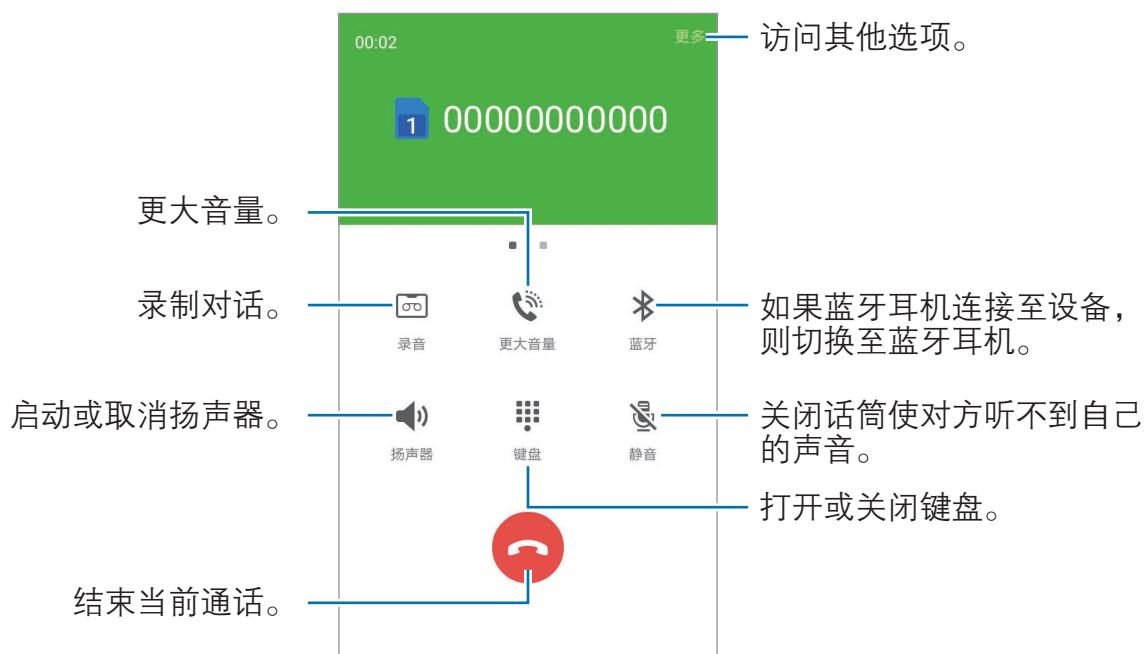 00:02
更多
访问其他选项。
1
00000000000
更大音量。
录制对话。
录音
更大音量
蓝牙
如果蓝牙耳机连接至设备，
则切换至蓝牙耳机。
启动或取消扬声器。
扬声器
键盘
静音
关闭话筒使对方听不到自己
的声音。
打开或关闭键盘。
结束当前通话。